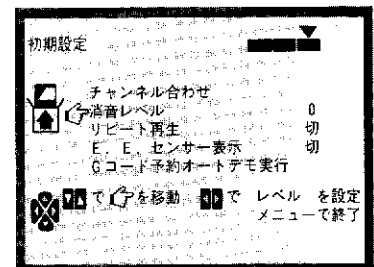 初期設定
チャンネル合わせ
消音レベル 0
リピート再生 切
E．E．センサー表示 切
Gコード予約オートデモ実行
で を移動 で レベル を設定
メニューで終了